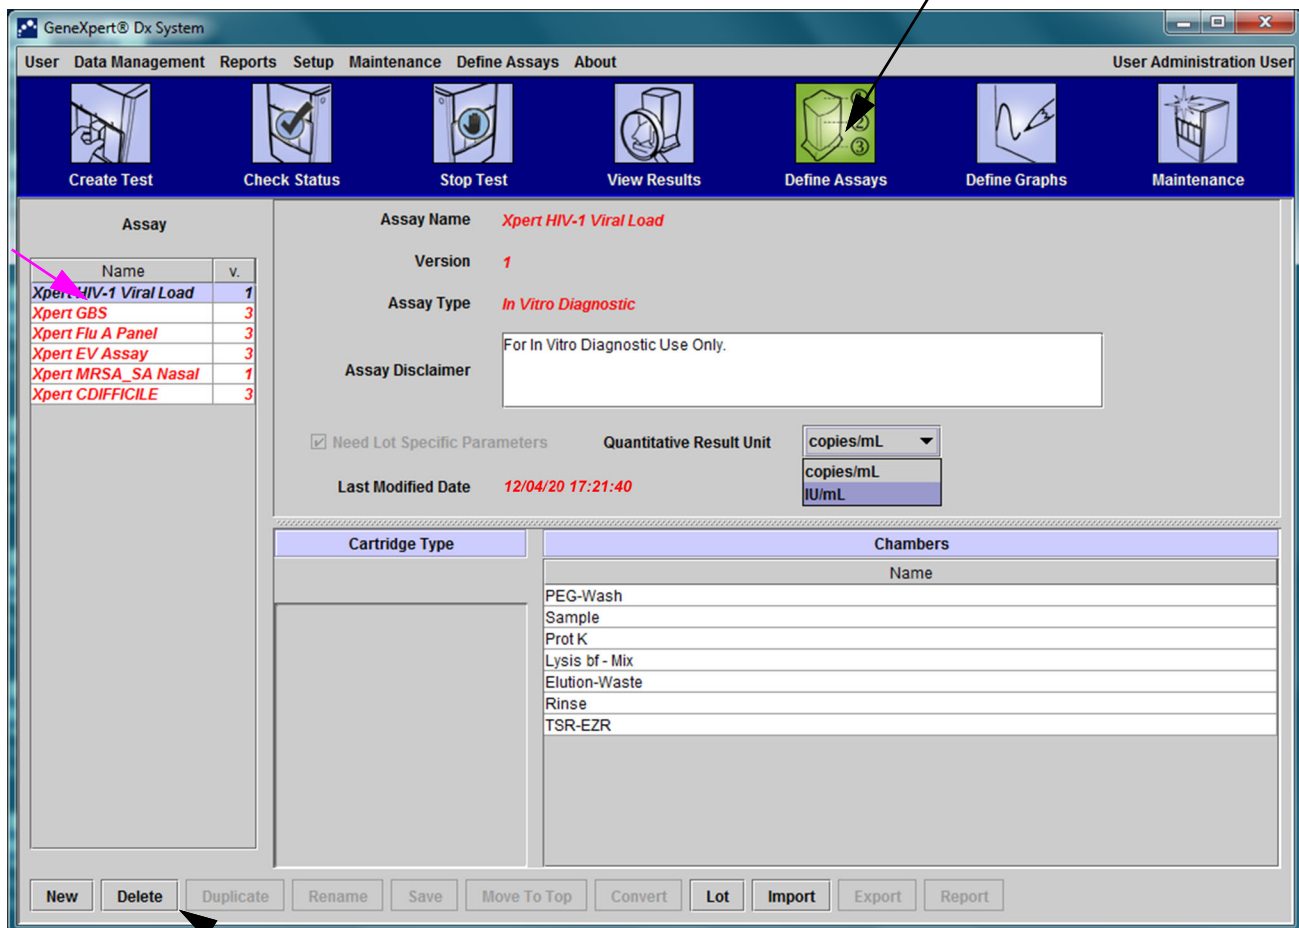 GeneXpert® Dx System
User Data Management Reports Setup Maintenance Define Assays About User Administration User
Create Test Check Status Stop Test View Results Define Assays Define Graphs Maintenance
1
2
3
Assay
Name v.
Xpert HIV-1 Viral Load 1
Xpert GBS 3
Xpert Flu A Panel 3
Xpert EV Assay 3
Xpert MRSA_SA Nasal 1
Xpert CDIFFICILE 3
Assay Name Xpert HIV-1 Viral Load
Version 1
Assay Type In Vitro Diagnostic
Assay Disclaimer For In Vitro Diagnostic Use Only.
Need Lot Specific Parameters Quantitative Result Unit copies/mL
copies/mL
IU/mL
Last Modified Date 12/04/20 17:21:40
Cartridge Type
Chambers
Name
PEG-Wash
Sample
Prot K
Lysis bf - Mix
Elution-Waste
Rinse
TSR-EZR
New Delete Duplicate Rename Save Move To Top Convert Lot Import Export Report